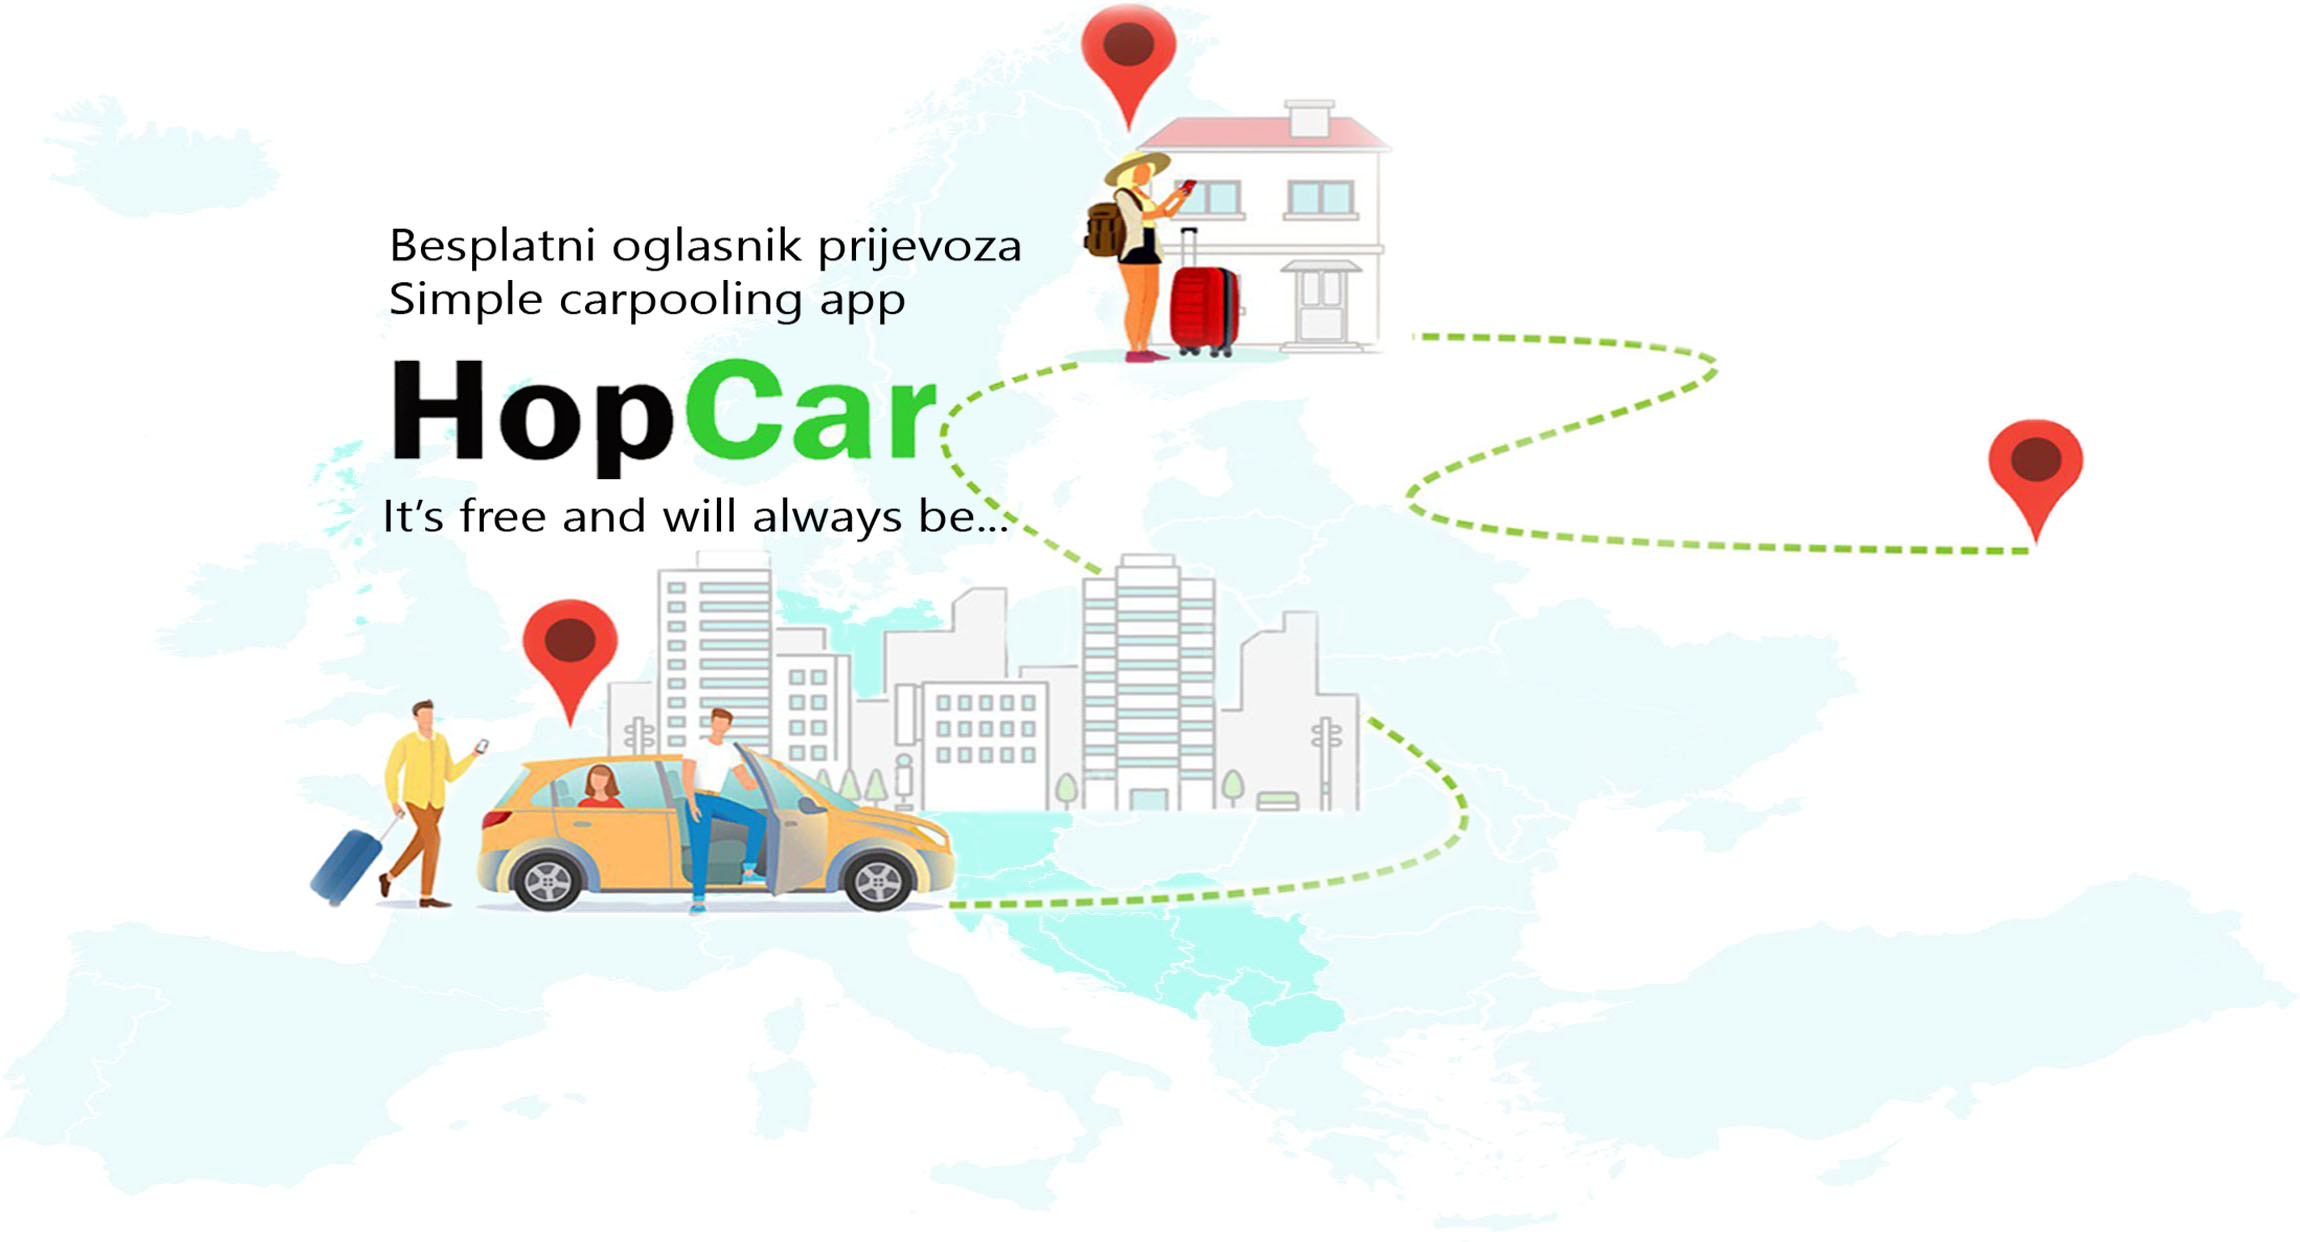 Besplatni oglasnik prijevoza
Simple carpooling app
HopCar
It’s free and will always be...